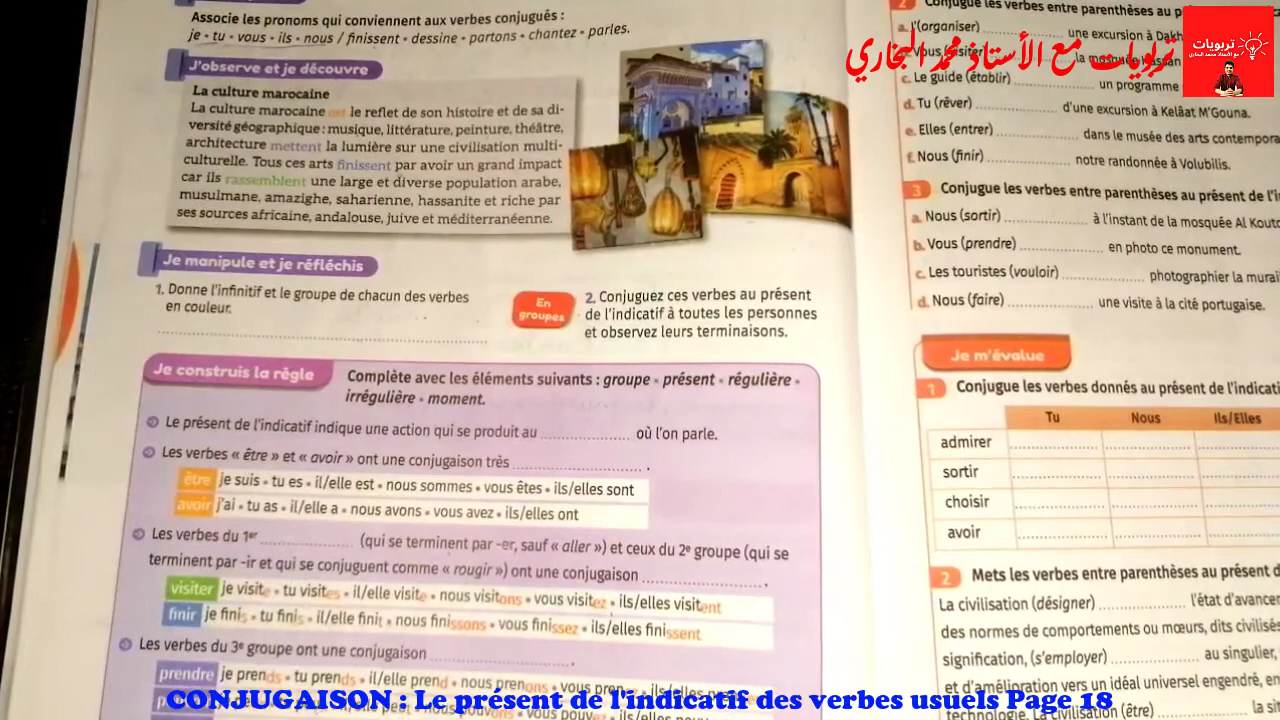 Associe les pronoms qui conviennent aux verbes conjugués :
je • tu • vous • ils • nous / finissent • dessine • partons • chantez • parles.
J'observe et je découvre
La culture marocaine
La culture marocaine est le reflet de son histoire et de sa di-
versité géographique : musique, littérature, peinture, théâtre,
architecture mettent la lumière sur une civilisation multi-
culturelle. Tous ces arts finissent par avoir un grand impact
car ils rassemblent une large et diverse population arabe,
musulmane, amazighe, saharienne, hassanite et riche par
ses sources africaine, andalouse, juive et méditerranéenne.
Je manipule et je réfléchis
1. Donne l'infinitif et le groupe de chacun des verbes
en couleur.
En
groupes
2. Conjuguez ces verbes au présent
de l'indicatif à toutes les personnes
et observez leurs terminaisons.
Je construis la règle
Complète avec les éléments suivants : groupe • présent • régulière •
irrégulière • moment.
Le présent de l'indicatif indique une action qui se produit au .................... où l'on parle.
Les verbes « être » et « avoir » ont une conjugaison très .............................. .
être je suis • tu es • il/elle est • nous sommes • vous êtes • ils/elles sont
avoir j'ai • tu as • il/elle a • nous avons • vous avez • ils/elles ont
Les verbes du 1er .................... (qui se terminent par -er, sauf « aller ») et ceux du 2e groupe (qui se
terminent par -ir et qui se conjuguent comme « rougir ») ont une conjugaison .............................. .
visiter je visite • tu visites • il/elle visite • nous visitons • vous visitez • ils/elles visitent
finir je finis • tu finis • il/elle finit • nous finissons • vous finissez • ils/elles finissent
Les verbes du 3e groupe ont une conjugaison .............................. .
prendre je prends • tu prends • il/elle prend • nous prenons • vous
2 Conjugue les verbes entre parenthèses au
a. J'(organiser) .................... une excursion à
تربويات مع الأستاذ محمد البخاري
تربويات
مع الأستاذ محمد البخاري
c. Le guide (établir) .................... un programme
d. Tu (rêver) .................... d'une excursion à Kelâat M'Gouna.
e. Elles (entrer) .................... dans le musée des arts
f. Nous (finir) .................... notre randonnée à Volubilis.
3 Conjugue les verbes entre parenthèses au présent de
a. Nous (sortir) .................... à l'instant de la mosquée Al
b. Vous (prendre) .................... en photo ce monument.
c. Les touristes (vouloir) .................... photographier la
d. Nous (faire) .................... une visite à la cité portugaise.
Je m'évalue
1 Conjugue les verbes donnés au présent de
Tu Nous Ils/Elles
admirer
sortir
choisir
avoir
2 Mets les verbes entre parenthèses au présent
La civilisation (désigner) .................... l'état
des normes de comportements ou mœurs, dits
signification, (s'employer) .................... au singulier,
et d'amélioration vers un idéal universel engendré,
technologie. La civilisation (être) .................... la
CONJUGAISON : Le présent de l'indicatif des verbes usuels Page 18